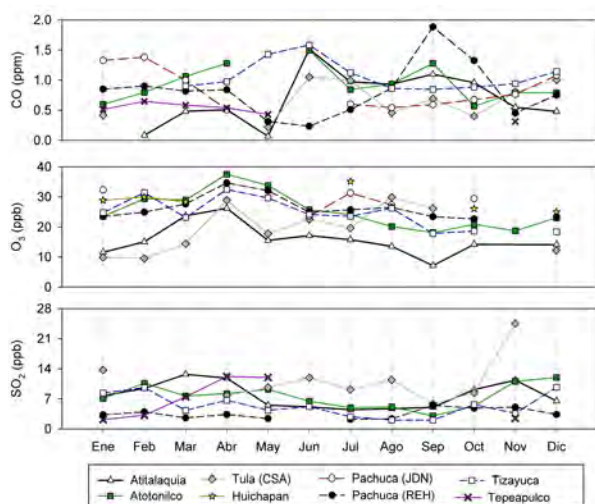 2.0
1.5
1.0
0.5
0.0
CO (ppm)
40
30
20
10
0
O3 (ppb)
28
21
14
7
0
SO2 (ppb)
Ene Feb Mar Abr May Jun Jul Ago Sep Oct Nov Dic
Atitalaquia Tula (CSA) Pachuca (JDN) Tizayuca
Atotonilco Huichapan Pachuca (REH) Tepeapulco